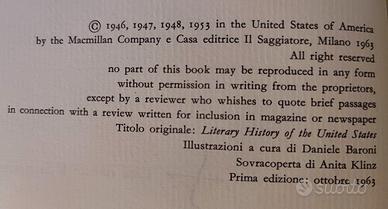 © 1946, 1947, 1948, 1953 in the United States of America
by the Macmillan Company e Casa editrice Il Saggiatore, Milano 1963
All right reserved
no part of this book may be reproduced in any form
without permission in writing from the proprietors,
except by a reviewer who whishes to quote brief passages
in connection with a review written for inclusion in magazine or newspaper
Titolo originale: Literary History of the United States
Illustrazioni a cura di Daniele Baroni
Sovracoperta di Anita Klinz
Prima edizione: ottobre 1963
subito